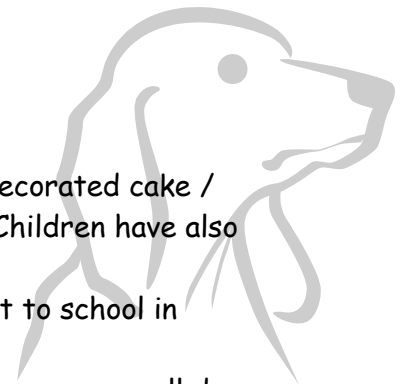 ecorated cake /
Children have also
t to school in